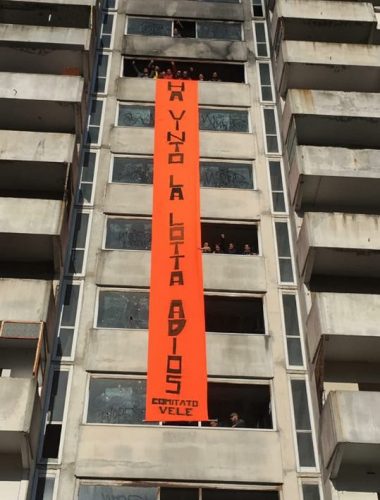 HA VINTO LA LOTTA ADIOS
COMITATO
VELE